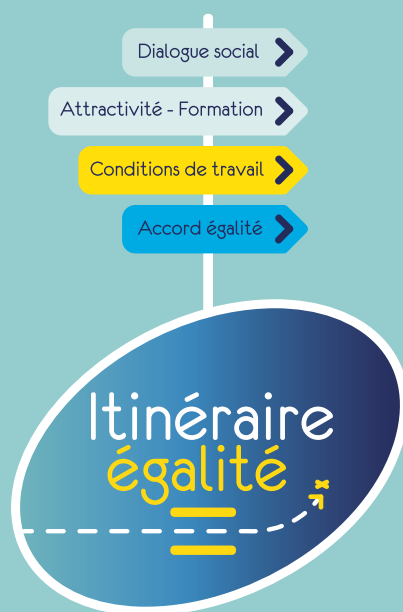 Dialogue social
Attractivité - Formation
Conditions de travail
Accord égalité
Itinéraire
égalité